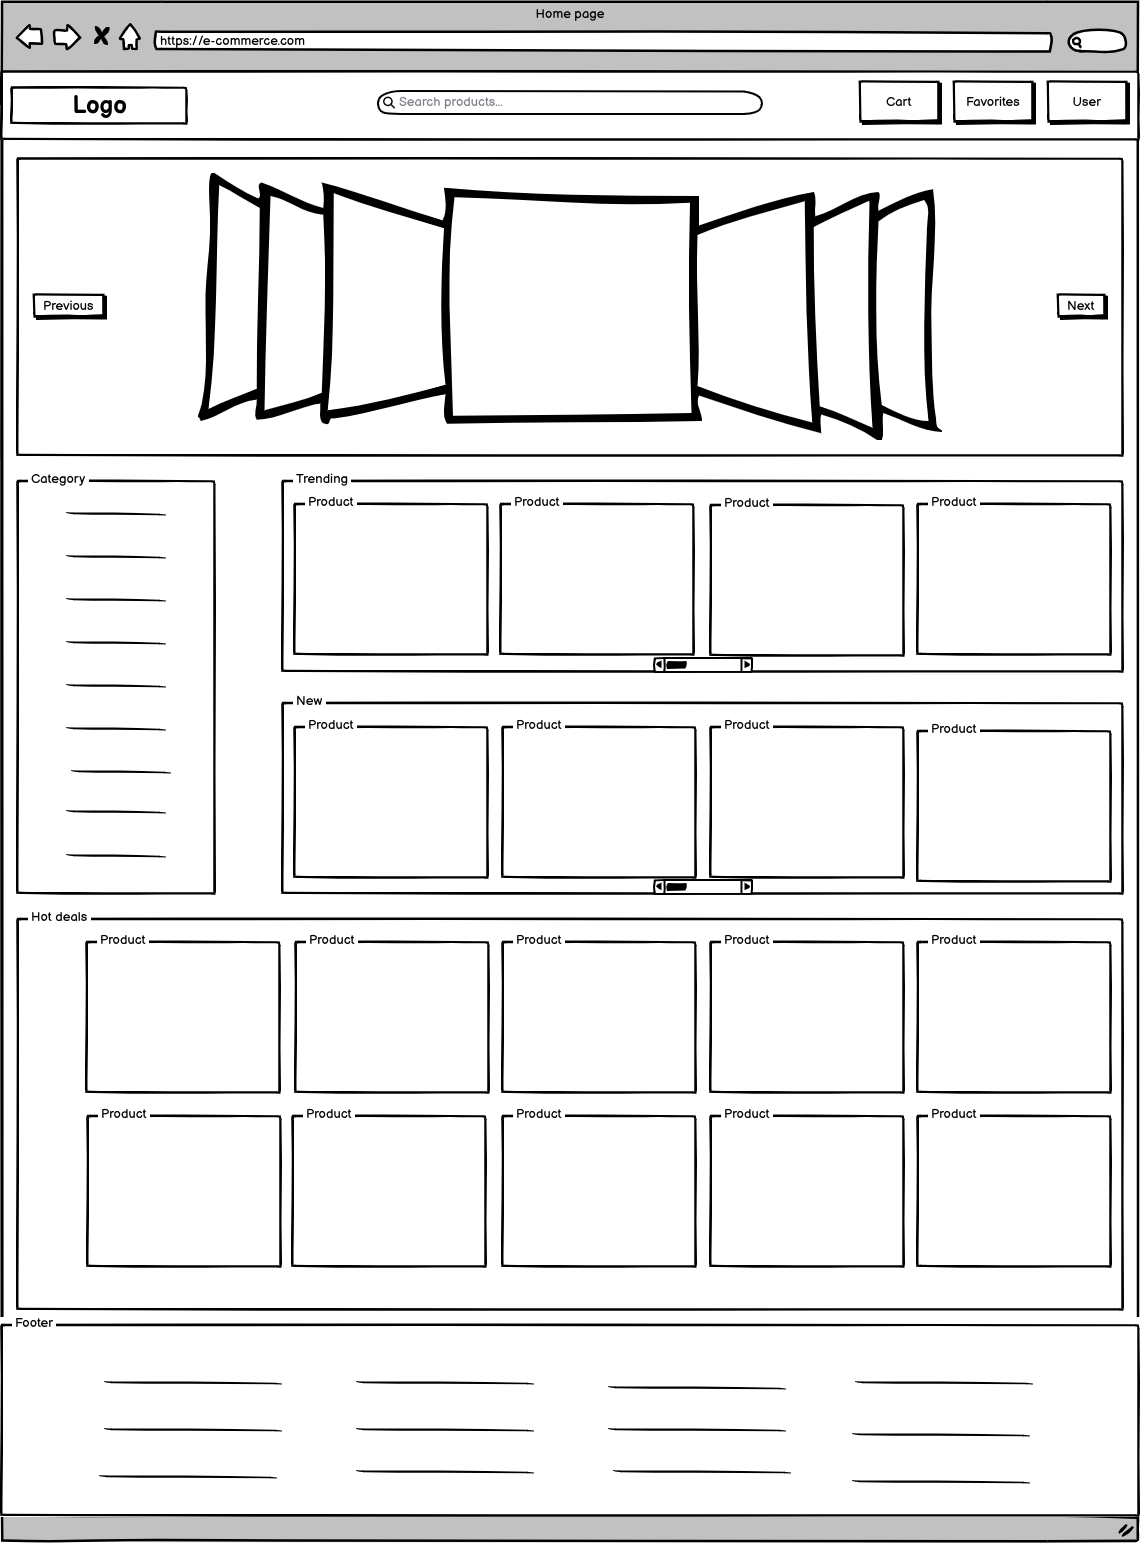 Home page
https://e-commerce.com
Logo
Search products...
Cart
Favorites
User
Previous
Next
Category
Trending
Product
Product
Product
Product
New
Product
Product
Product
Product
Hot deals
Product
Product
Product
Product
Product
Product
Product
Product
Product
Product
Footer